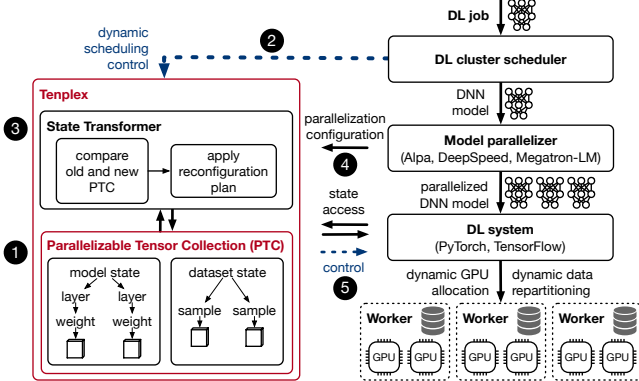 DL job
dynamic
scheduling
control
2
DL cluster scheduler
Tenplex
DNN
model
3
State Transformer
compare
old and new
PTC
apply
reconfiguration
plan
parallelization
configuration
4
Model parallelizer
(Alpa, DeepSpeed, Megatron-LM)
parallelized
DNN model
state
access
1
Parallelizable Tensor Collection (PTC)
model state
layer
layer
weight
weight
dataset state
sample
sample
DL system
(PyTorch, TensorFlow)
control
5
dynamic GPU
allocation
dynamic data
repartitioning
Worker
GPU
GPU
Worker
GPU
GPU
Worker
GPU
GPU